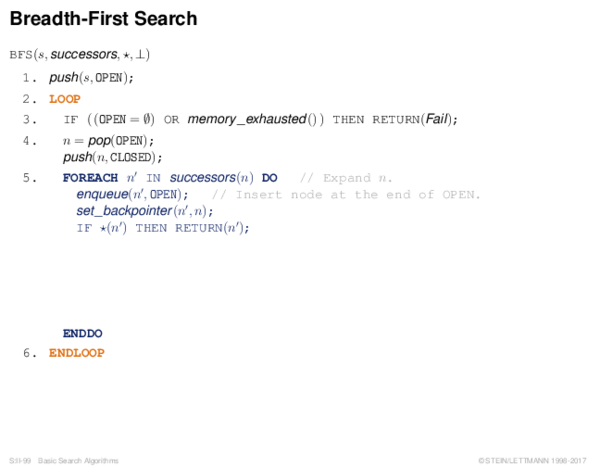 Breadth-First Search
BFS(s, successors, ⋆, ⊥)
1. push(s, OPEN);
2. LOOP
3. IF ((OPEN = ∅) OR memory_exhausted()) THEN RETURN(Fail);
4. n = pop(OPEN);
push(n, CLOSED);
5. FOREACH n′ IN successors(n) DO // Expand n.
enqueue(n′, OPEN); // Insert node at the end of OPEN.
set_backpointer(n′, n);
IF ⋆(n′) THEN RETURN(n′);
ENDDO
6. ENDLOOP
S:II-99 Basic Search Algorithms ©STEIN/LETTMANN 1998-2017